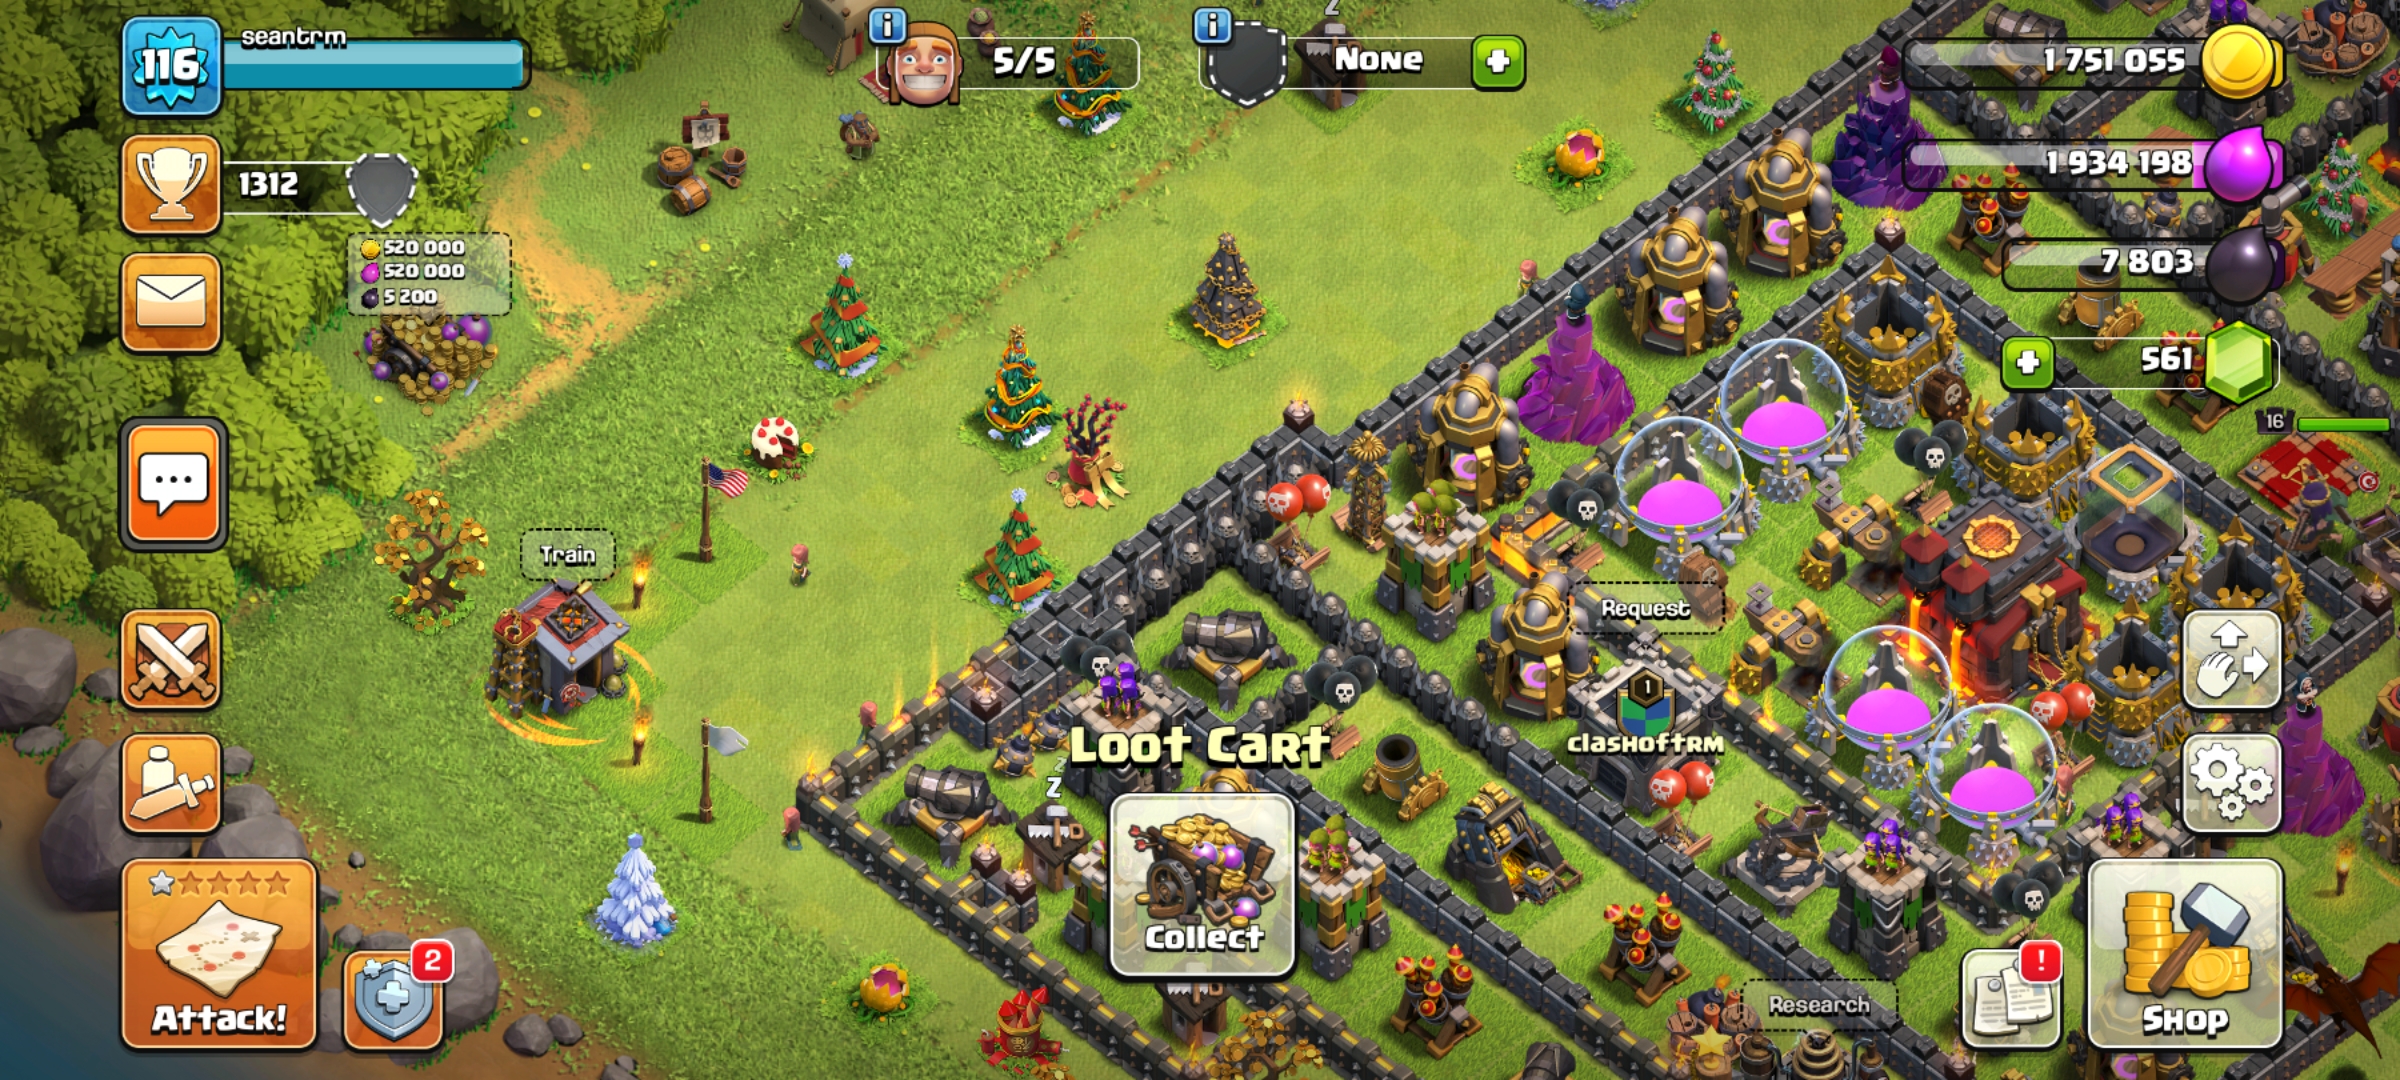 116
seantrm
5/5
None
1 751 055
1312
1 934 198
520 000
520 000
5 200
7 803
561
16
Train
Request
1
clashoftrm
Loot Cart
z
z
Collect
2
Attack!
Research
!
Shop